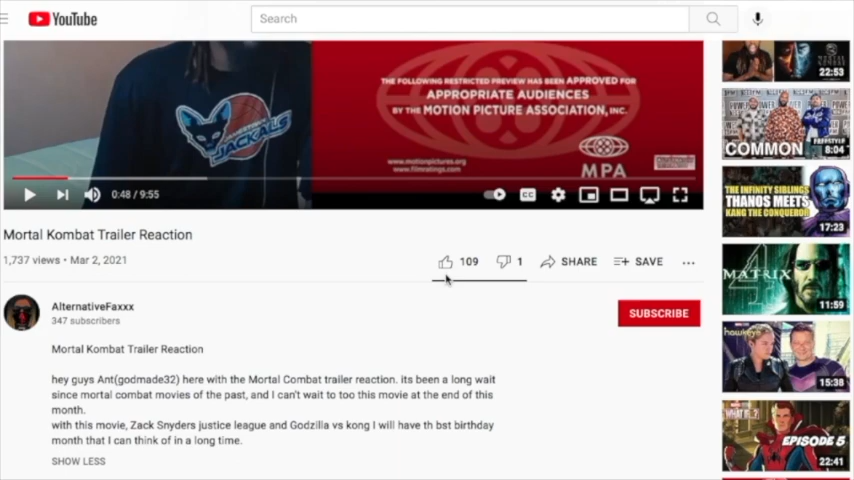 YouTube
Search
JACKALS
THE FOLLOWING RESTRICTED PREVIEW HAS BEEN APPROVED FOR
APPROPRIATE AUDIENCES
BY THE MOTION PICTURE ASSOCIATION, INC.
www.motionpictures.org
www.filmratings.com
MPA
0:48 / 9:55
CC
Mortal Kombat Trailer Reaction
1,737 views • Mar 2, 2021
109
1
SHARE
SAVE
AlternativeFaxxx
347 subscribers
SUBSCRIBE
Mortal Kombat Trailer Reaction
hey guys Ant(godmade32) here with the Mortal Combat trailer reaction. its been a long wait
since mortal combat movies of the past, and I can't wait to too this movie at the end of this
month.
with this movie, Zack Snyders justice league and Godzilla vs kong I will have th bst birthday
month that I can think of in a long time.
SHOW LESS
22:53
COMMON
FREESTYLE
8:04
THE INFINITY SIBLINGS
THANOS MEETS
KANG THE CONQUEROR
17:23
MATRIX
4
11:59
hawkeye
15:38
WHAT IF...?
EPISODE 5
22:41